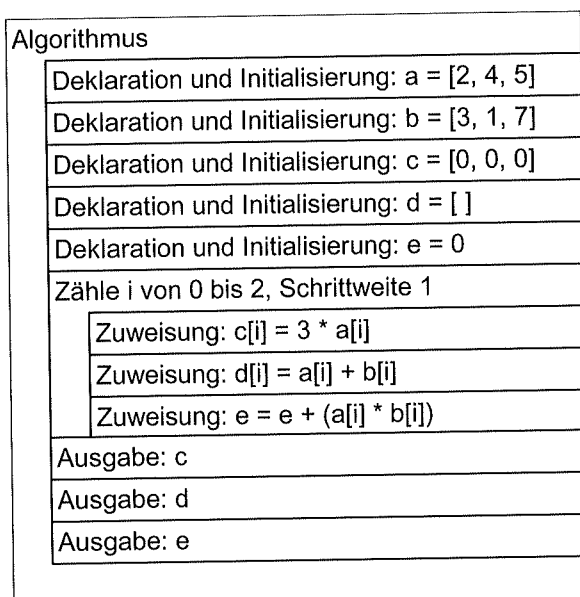 Algorithmus
Deklaration und Initialisierung: a = [2, 4, 5]
Deklaration und Initialisierung: b = [3, 1, 7]
Deklaration und Initialisierung: c = [0, 0, 0]
Deklaration und Initialisierung: d = [ ]
Deklaration und Initialisierung: e = 0
Zähle i von 0 bis 2, Schrittweite 1
Zuweisung: c[i] = 3 * a[i]
Zuweisung: d[i] = a[i] + b[i]
Zuweisung: e = e + (a[i] * b[i])
Ausgabe: c
Ausgabe: d
Ausgabe: e